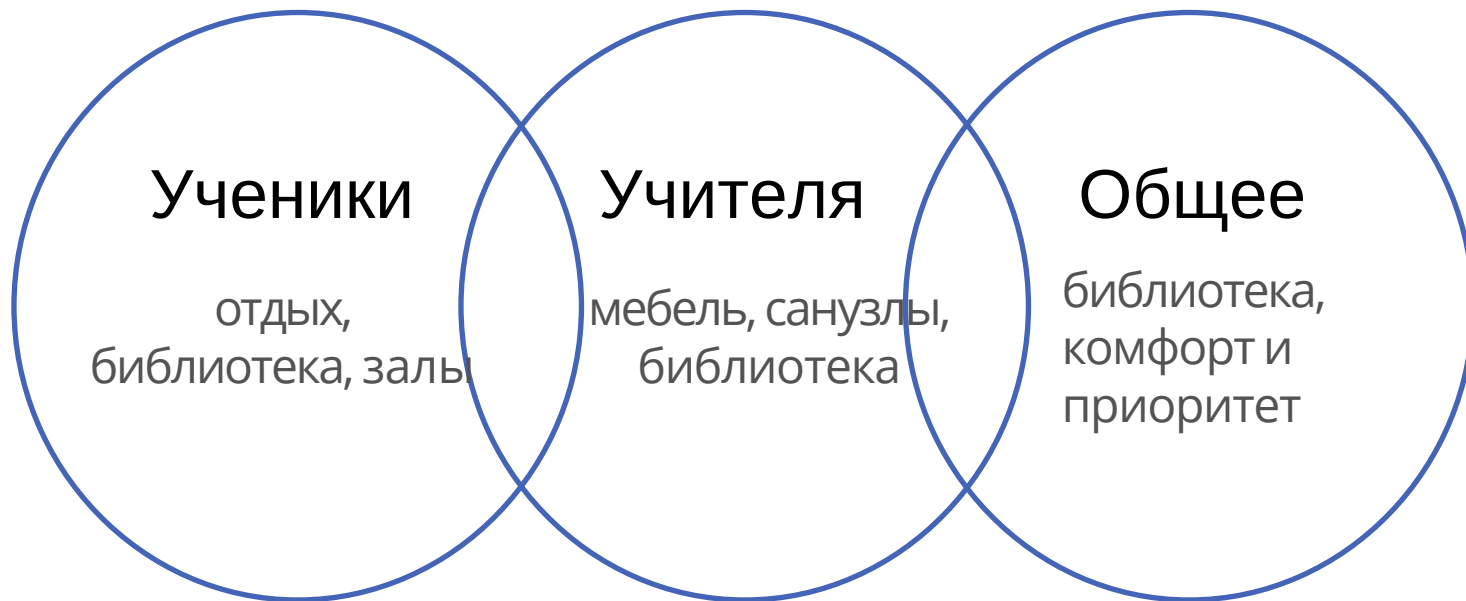 Ученики
отдых,
библиотека, залы
Учителя
мебель, санузлы,
библиотека
Общее
библиотека,
комфорт и
приоритет